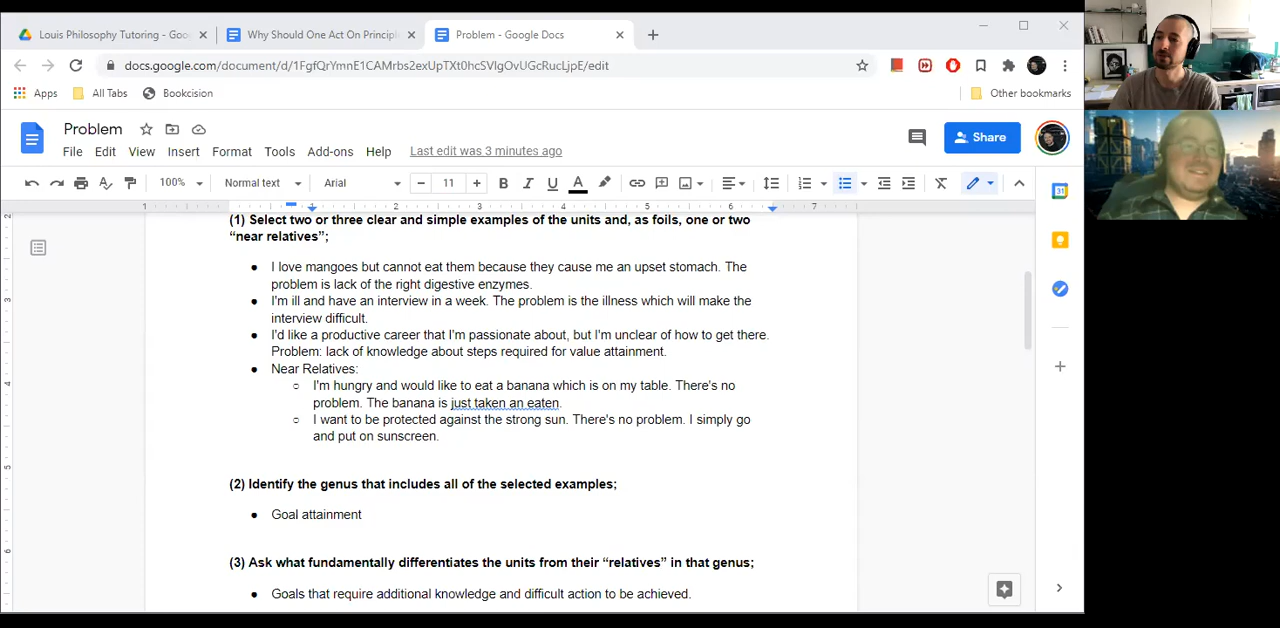 Louis Philosophy Tutoring - Goo
Why Should One Act On Principl
Problem - Google Docs
docs.google.com/document/d/1FgfQrYmnE1CAMrbs2exUpTXt0hcSVIgOvUGcRucLjpE/edit
Apps
All Tabs
Bookcision
Other bookmarks
Problem
File Edit View Insert Format Tools Add-ons Help Last edit was 3 minutes ago
Share
100% Normal text Arial 11 B I U A
1 1 2 3 4 5 6 7
(1) Select two or three clear and simple examples of the units and, as foils, one or two
“near relatives”;
● I love mangoes but cannot eat them because they cause me an upset stomach. The
problem is lack of the right digestive enzymes.
● I'm ill and have an interview in a week. The problem is the illness which will make the
interview difficult.
● I'd like a productive career that I'm passionate about, but I'm unclear of how to get there.
Problem: lack of knowledge about steps required for value attainment.
● Near Relatives:
○ I'm hungry and would like to eat a banana which is on my table. There's no
problem. The banana is just taken an eaten.
○ I want to be protected against the strong sun. There's no problem. I simply go
and put on sunscreen.
(2) Identify the genus that includes all of the selected examples;
● Goal attainment
(3) Ask what fundamentally differentiates the units from their “relatives” in that genus;
● Goals that require additional knowledge and difficult action to be achieved.